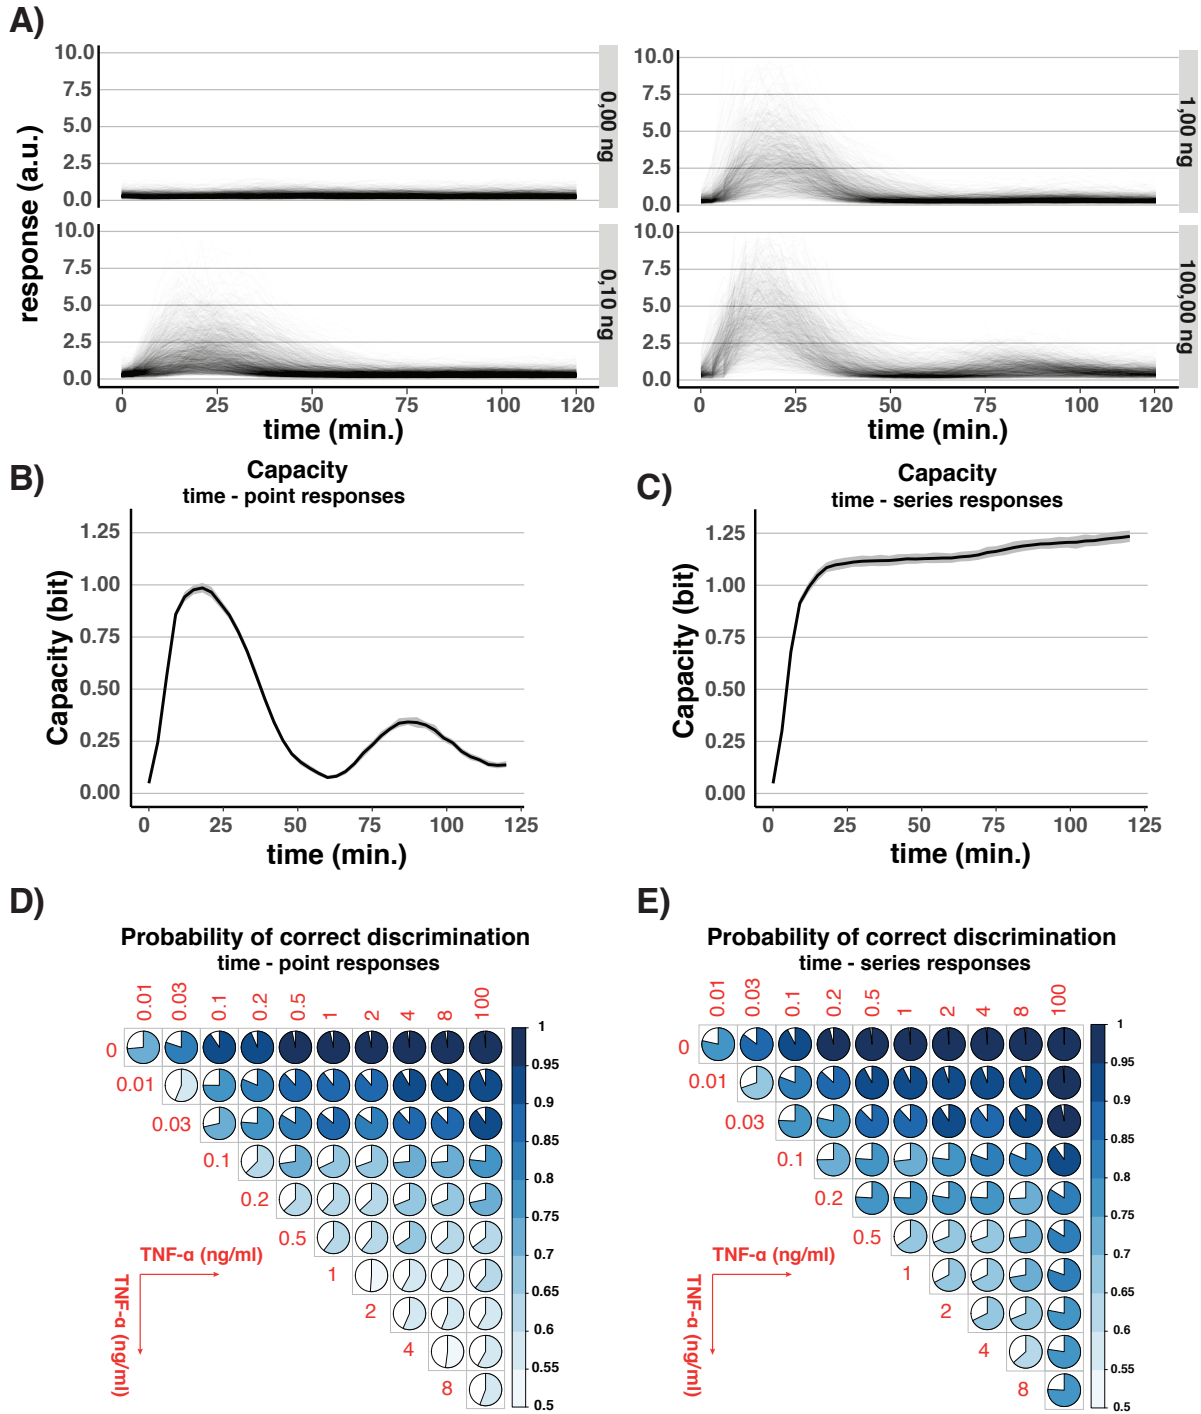 A)
response (a.u.)
10.0
7.5
5.0
2.5
0.0
0,00 ng
10.0
7.5
5.0
2.5
0.0
1,00 ng
10.0
7.5
5.0
2.5
0.0
0,10 ng
0 25 50 75 100 120
time (min.)
10.0
7.5
5.0
2.5
0.0
100,00 ng
0 25 50 75 100 120
time (min.)
B)
Capacity
time - point responses
Capacity (bit)
1.25
1.00
0.75
0.50
0.25
0.00
0 25 50 75 100 125
time (min.)
C)
Capacity
time - series responses
Capacity (bit)
1.25
1.00
0.75
0.50
0.25
0.00
0 25 50 75 100 125
time (min.)
D)
Probability of correct discrimination
time - point responses
0.01 0.03 0.1 0.2 0.5 1 2 4 8 100
0
0.01
0.03
0.1
0.2
0.5
1
2
4
8
TNF-α (ng/ml)
TNF-α (ng/ml)
1
0.95
0.9
0.85
0.8
0.75
0.7
0.65
0.6
0.55
0.5
E)
Probability of correct discrimination
time - series responses
0.01 0.03 0.1 0.2 0.5 1 2 4 8 100
0
0.01
0.03
0.1
0.2
0.5
1
2
4
8
TNF-α (ng/ml)
TNF-α (ng/ml)
1
0.95
0.9
0.85
0.8
0.75
0.7
0.65
0.6
0.55
0.5